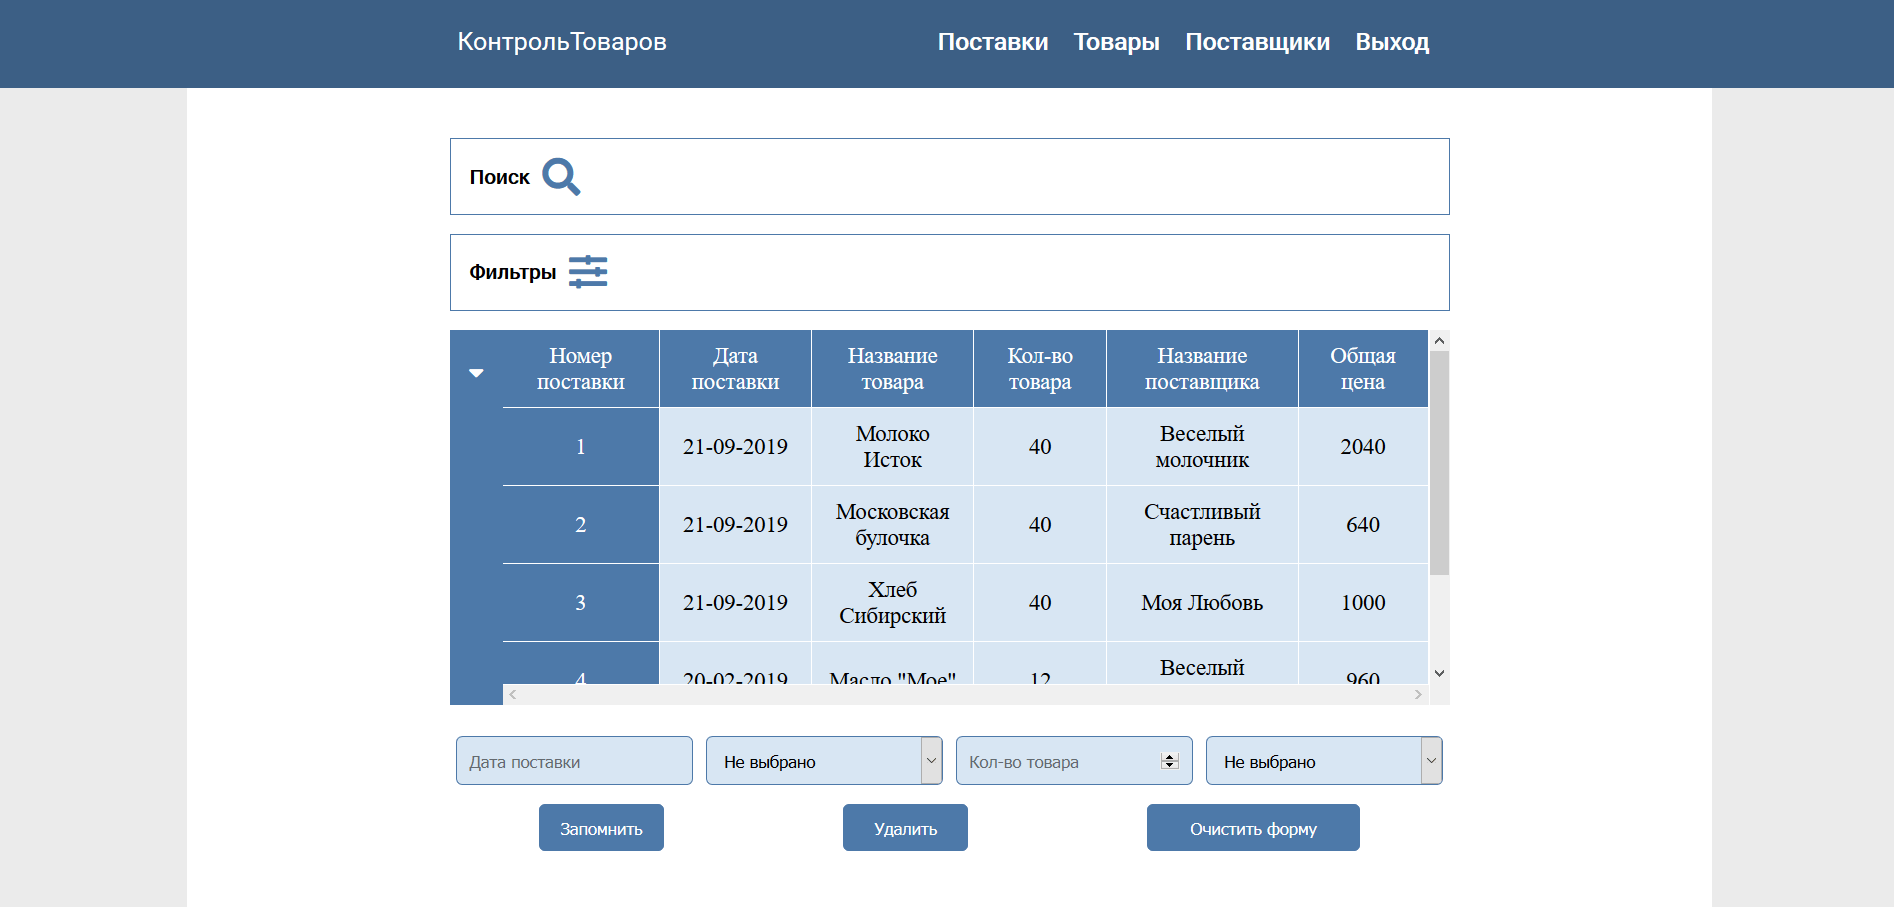 КонтрольТоваров Поставки Товары Поставщики Выход
Поиск
Фильтры
Номер поставки Дата поставки Название товара Кол-во товара Название поставщика Общая цена
1 21-09-2019 Молоко Исток 40 Веселый молочник 2040
2 21-09-2019 Московская булочка 40 Счастливый парень 640
3 21-09-2019 Хлеб Сибирский 40 Моя Любовь 1000
4 20-02-2019 Масло "Мое" 12 Веселый 960
Дата поставки Не выбрано Кол-во товара Не выбрано
Запомнить Удалить Очистить форму